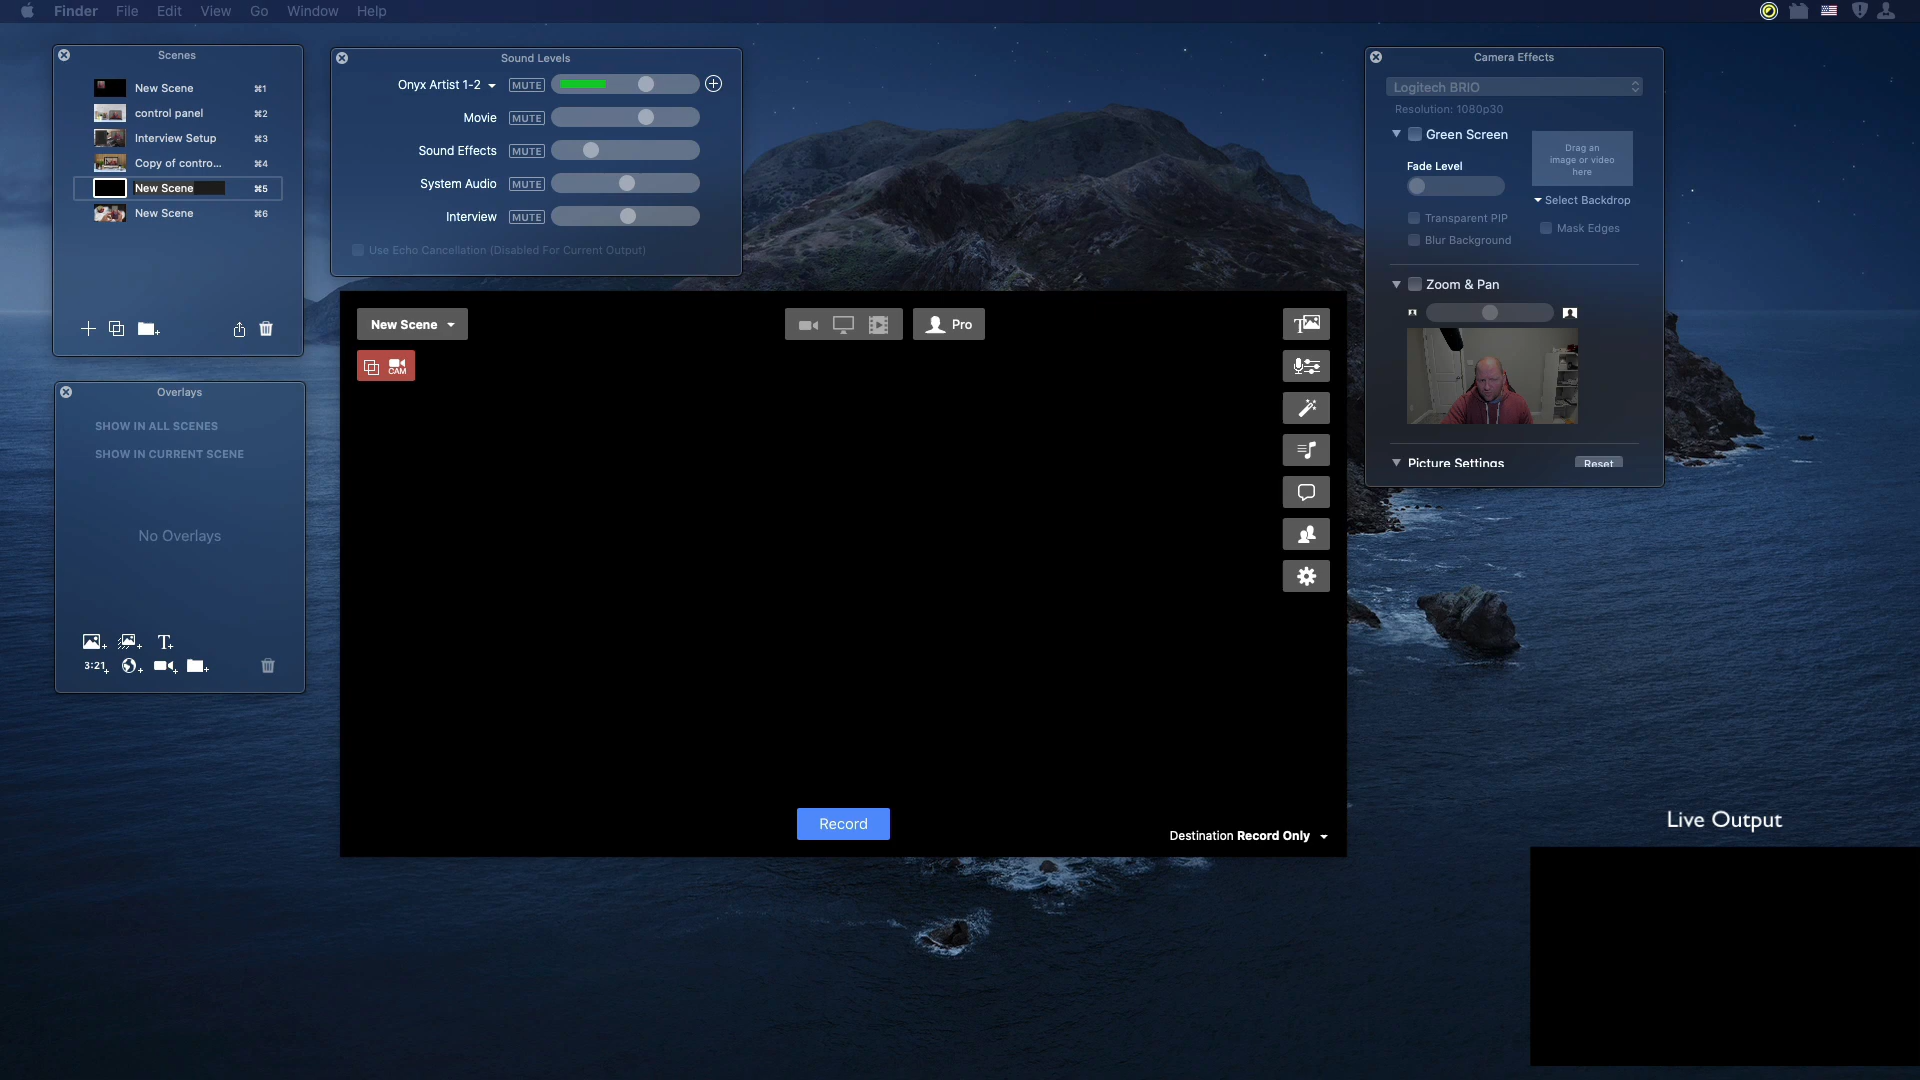 Finder File Edit View Go Window Help
Scenes
New Scene ⌘1
control panel ⌘2
Interview Setup ⌘3
Copy of contro... ⌘4
New Scene ⌘5
New Scene ⌘6
Sound Levels
Onyx Artist 1-2 MUTE
Movie MUTE
Sound Effects MUTE
System Audio MUTE
Interview MUTE
Use Echo Cancellation (Disabled For Current Output)
Camera Effects
Logitech BRIO
Resolution: 1080p30
Green Screen
Drag an
image or video
here
Fade Level
Select Backdrop
Transparent PIP
Mask Edges
Blur Background
Zoom & Pan
Picture Settings Reset
Overlays
SHOW IN ALL SCENES
SHOW IN CURRENT SCENE
No Overlays
T+
3:21+
New Scene
Pro
CAM
Record
Destination Record Only
Live Output